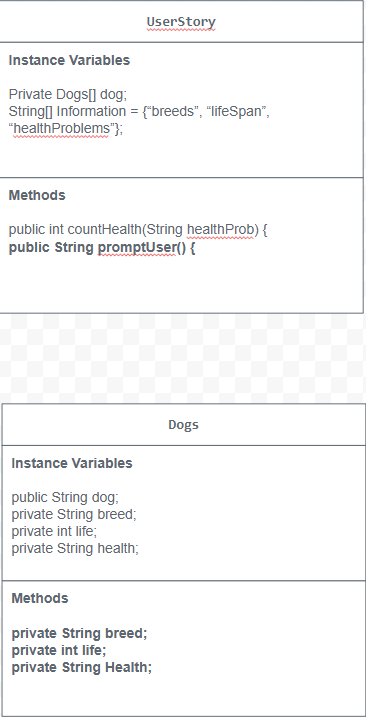 UserStory
Instance Variables
Private Dogs[] dog;
String[] Information = {“breeds”, “lifeSpan”,
“healthProblems”};
Methods
public int countHealth(String healthProb) {
public String promptUser() {
Dogs
Instance Variables
public String dog;
private String breed;
private int life;
private String health;
Methods
private String breed;
private int life;
private String Health;